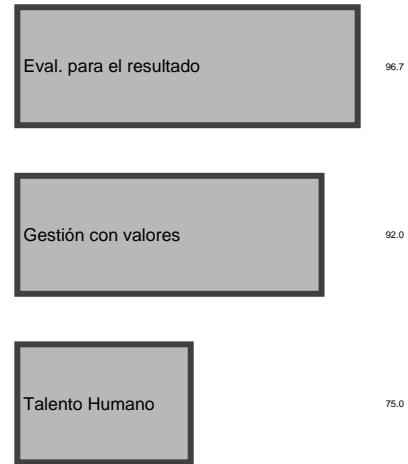 Eval. para el resultado 96.7
Gestión con valores 92.0
Talento Humano 75.0